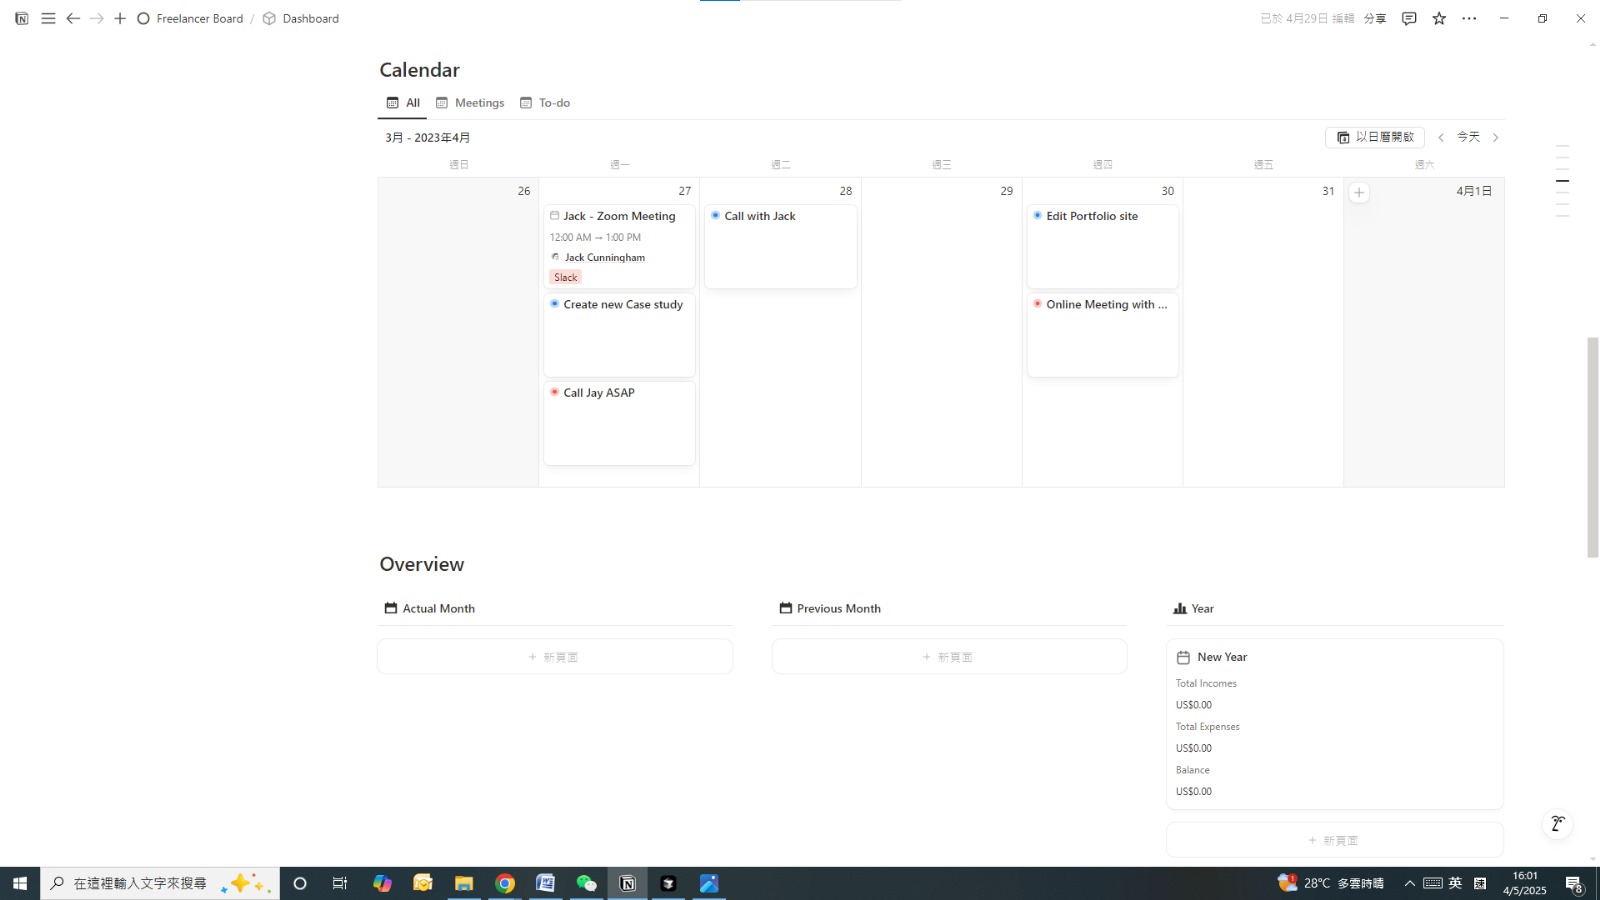 Freelancer Board / Dashboard
已於 4月29日 編輯 分享
Calendar
All Meetings To-do
3月 - 2023年4月
以日曆開啟 今天
週日 週一 週二 週三 週四 週五 週六
26 27 28 29 30 31 4月1日
Jack - Zoom Meeting
12:00 AM → 1:00 PM
Jack Cunningham
Slack
Create new Case study
Call Jay ASAP
Call with Jack
Edit Portfolio site
Online Meeting with ...
Overview
Actual Month
+ 新頁面
Previous Month
+ 新頁面
Year
New Year
Total Incomes
US$0.00
Total Expenses
US$0.00
Balance
US$0.00
+ 新頁面
在這裡輸入文字來搜尋
28°C 多雲時晴
英
16:01
4/5/2025
8